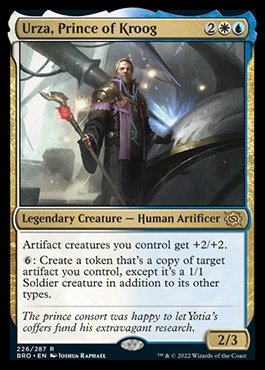 Urza, Prince of Kroog 2
Legendary Creature — Human Artificer
Artifact creatures you control get +2/+2.
6: Create a token that's a copy of target
artifact you control, except it's a 1/1
Soldier creature in addition to its other
types.
The prince consort was happy to let Yotia's
coffers fund his extravagant research.
2/3
226/287 R
BRO • EN Joshua Raphael
™ & © 2022 Wizards of the Coast